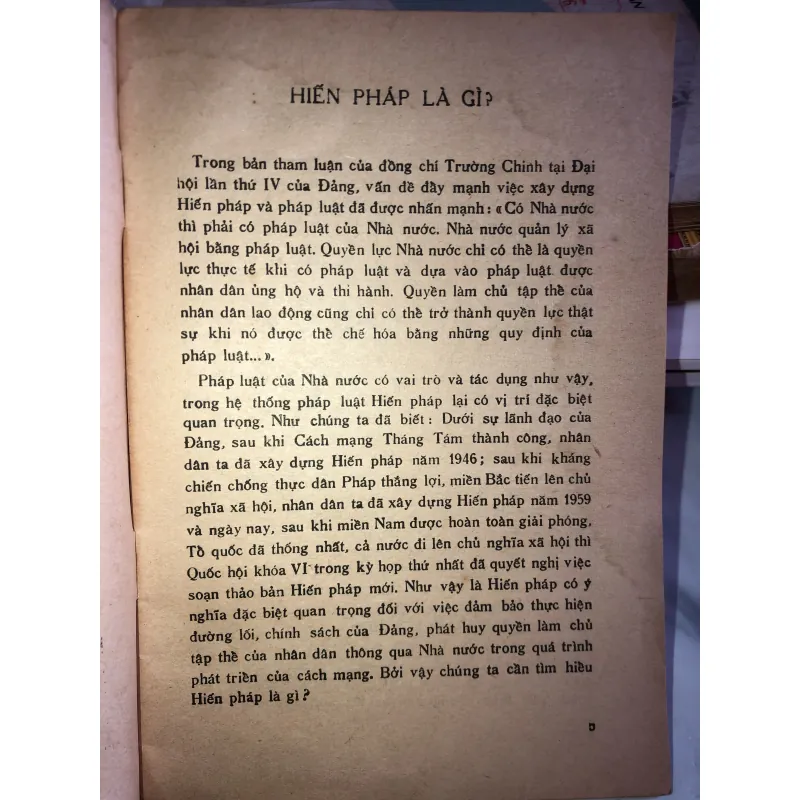 HIẾN PHÁP LÀ GÌ?
Trong bản tham luận của đồng chí Trường Chinh tại Đại
hội lần thứ IV của Đảng, vấn đề đẩy mạnh việc xây dựng
Hiến pháp và pháp luật đã được nhấn mạnh: «Có Nhà nước
thì phải có pháp luật của Nhà nước. Nhà nước quản lý xã
hội bằng pháp luật. Quyền lực Nhà nước chỉ có thể là quyền
lực thực tế khi có pháp luật và dựa vào pháp luật được
nhân dân ủng hộ và thi hành. Quyền làm chủ tập thể của
nhân dân lao động cũng chỉ có thể trở thành quyền lực thật
sự khi nó được thể chế hóa bằng những quy định của
pháp luật...».
Pháp luật của Nhà nước có vai trò và tác dụng như vậy,
trong hệ thống pháp luật Hiến pháp lại có vị trí đặc biệt
quan trọng. Như chúng ta đã biết: Dưới sự lãnh đạo của
Đảng, sau khi Cách mạng Tháng Tám thành công, nhân
dân ta đã xây dựng Hiến pháp năm 1946; sau khi kháng
chiến chống thực dân Pháp thắng lợi, miền Bắc tiến lên chủ
nghĩa xã hội, nhân dân ta đã xây dựng Hiến pháp năm 1959
và ngày nay, sau khi miền Nam được hoàn toàn giải phóng,
Tổ quốc đã thống nhất, cả nước đi lên chủ nghĩa xã hội thì
Quốc hội khóa VI trong kỳ họp thứ nhất đã quyết nghị việc
soạn thảo bản Hiến pháp mới. Như vậy là Hiến pháp có ý
nghĩa đặc biệt quan trọng đối với việc đảm bảo thực hiện
đường lối, chính sách của Đảng, phát huy quyền làm chủ
tập thể của nhân dân thông qua Nhà nước trong quá trình
phát triển của cách mạng. Bởi vậy chúng ta cần tìm hiểu
Hiến pháp là gì?
5